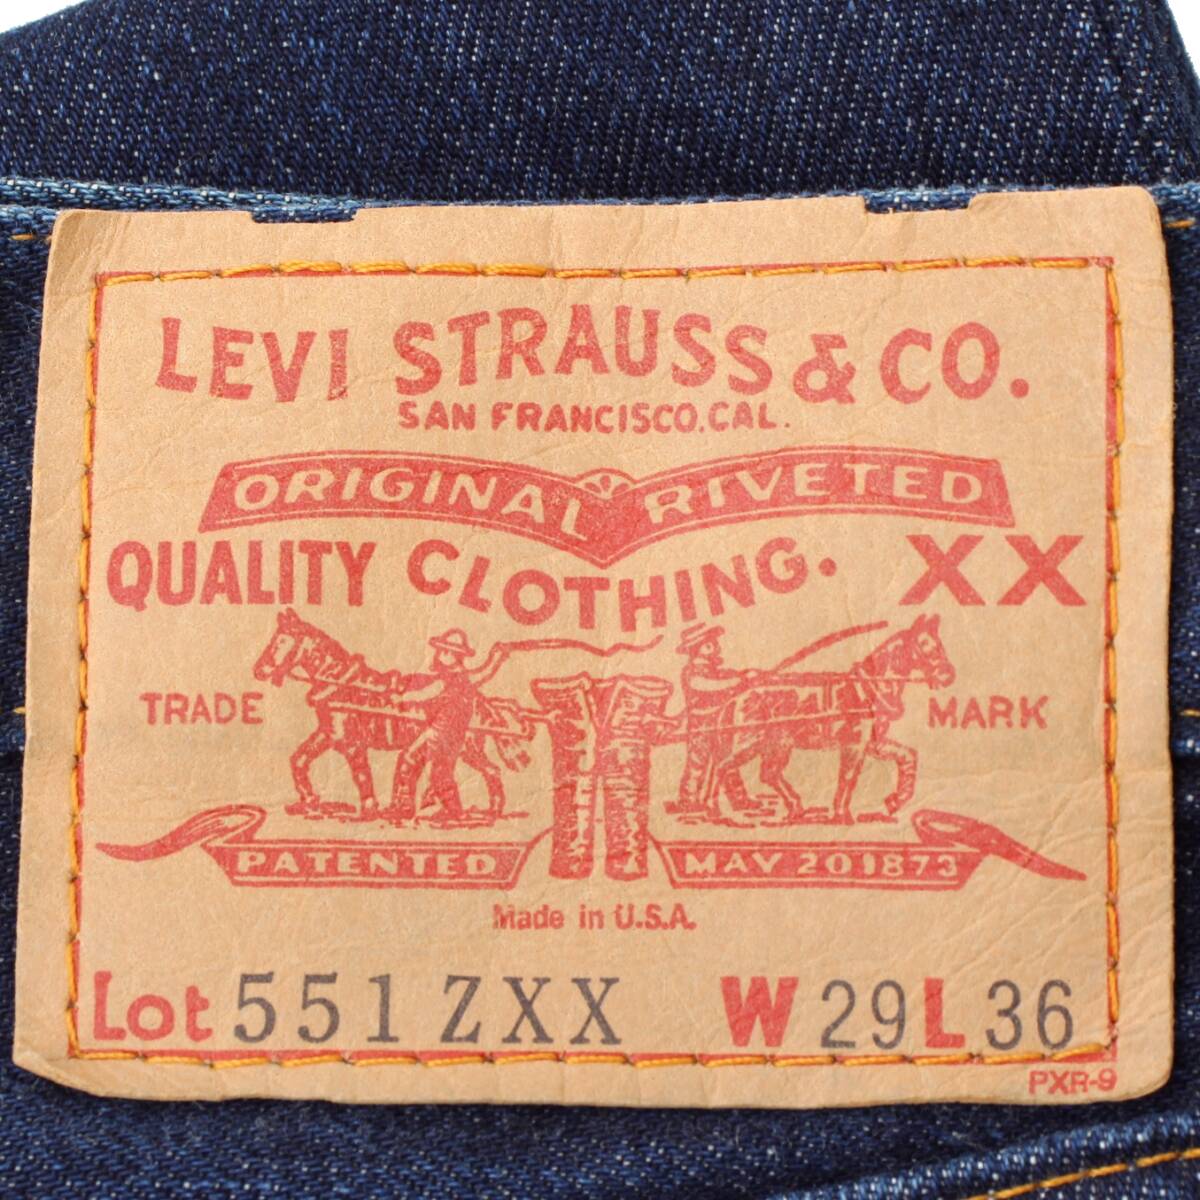 LEVI STRAUSS & CO.
SAN FRANCISCO, CAL.
ORIGINAL RIVETED
QUALITY CLOTHING. XX
TRADE MARK
PATENTED MAY 20 1873
Made in U.S.A.
Lot 551 ZXX W 29 L 36
PXR-9